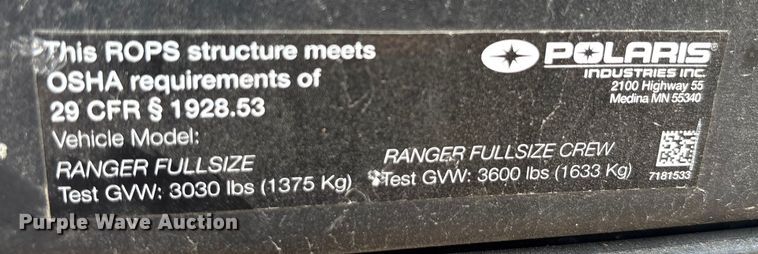 This ROPS structure meets
OSHA requirements of
29 CFR § 1928.53
Vehicle Model:
RANGER FULLSIZE
Test GVW: 3030 lbs (1375 Kg)
RANGER FULLSIZE CREW
Test GVW: 3600 lbs (1633 Kg)
POLARIS
INDUSTRIES INC.
2100 Highway 55
Medina MN 55340
7181533
Purple Wave Auction